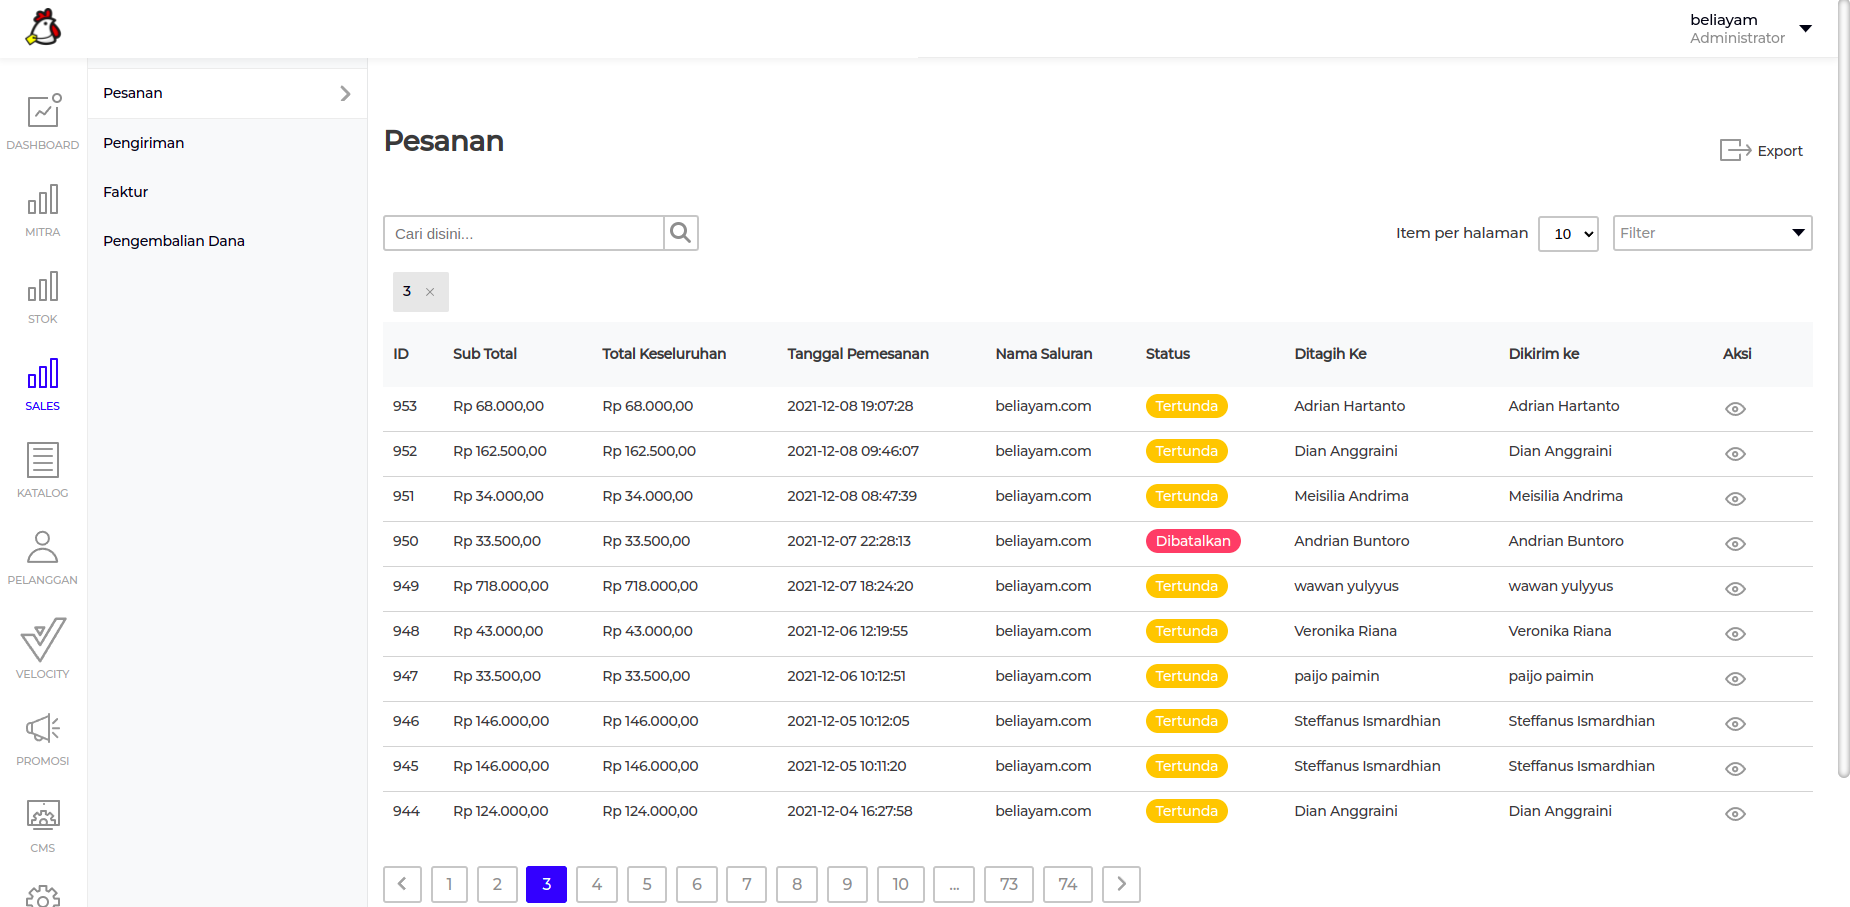 beliayam
Administrator
DASHBOARD
MITRA
STOK
SALES
KATALOG
PELANGGAN
VELOCITY
PROMOSI
CMS
Pesanan
Pengiriman
Faktur
Pengembalian Dana
Pesanan
Export
Cari disini...
Item per halaman 10 Filter
3 ×
ID Sub Total Total Keseluruhan Tanggal Pemesanan Nama Saluran Status Ditagih Ke Dikirim ke Aksi
953 Rp 68.000,00 Rp 68.000,00 2021-12-08 19:07:28 beliayam.com Tertunda Adrian Hartanto Adrian Hartanto
952 Rp 162.500,00 Rp 162.500,00 2021-12-08 09:46:07 beliayam.com Tertunda Dian Anggraini Dian Anggraini
951 Rp 34.000,00 Rp 34.000,00 2021-12-08 08:47:39 beliayam.com Tertunda Meisilia Andrima Meisilia Andrima
950 Rp 33.500,00 Rp 33.500,00 2021-12-07 22:28:13 beliayam.com Dibatalkan Andrian Buntoro Andrian Buntoro
949 Rp 718.000,00 Rp 718.000,00 2021-12-07 18:24:20 beliayam.com Tertunda wawan yulyyus wawan yulyyus
948 Rp 43.000,00 Rp 43.000,00 2021-12-06 12:19:55 beliayam.com Tertunda Veronika Riana Veronika Riana
947 Rp 33.500,00 Rp 33.500,00 2021-12-06 10:12:51 beliayam.com Tertunda paijo paimin paijo paimin
946 Rp 146.000,00 Rp 146.000,00 2021-12-05 10:12:05 beliayam.com Tertunda Steffanus Ismardhian Steffanus Ismardhian
945 Rp 146.000,00 Rp 146.000,00 2021-12-05 10:11:20 beliayam.com Tertunda Steffanus Ismardhian Steffanus Ismardhian
944 Rp 124.000,00 Rp 124.000,00 2021-12-04 16:27:58 beliayam.com Tertunda Dian Anggraini Dian Anggraini
1 2 3 4 5 6 7 8 9 10 ... 73 74